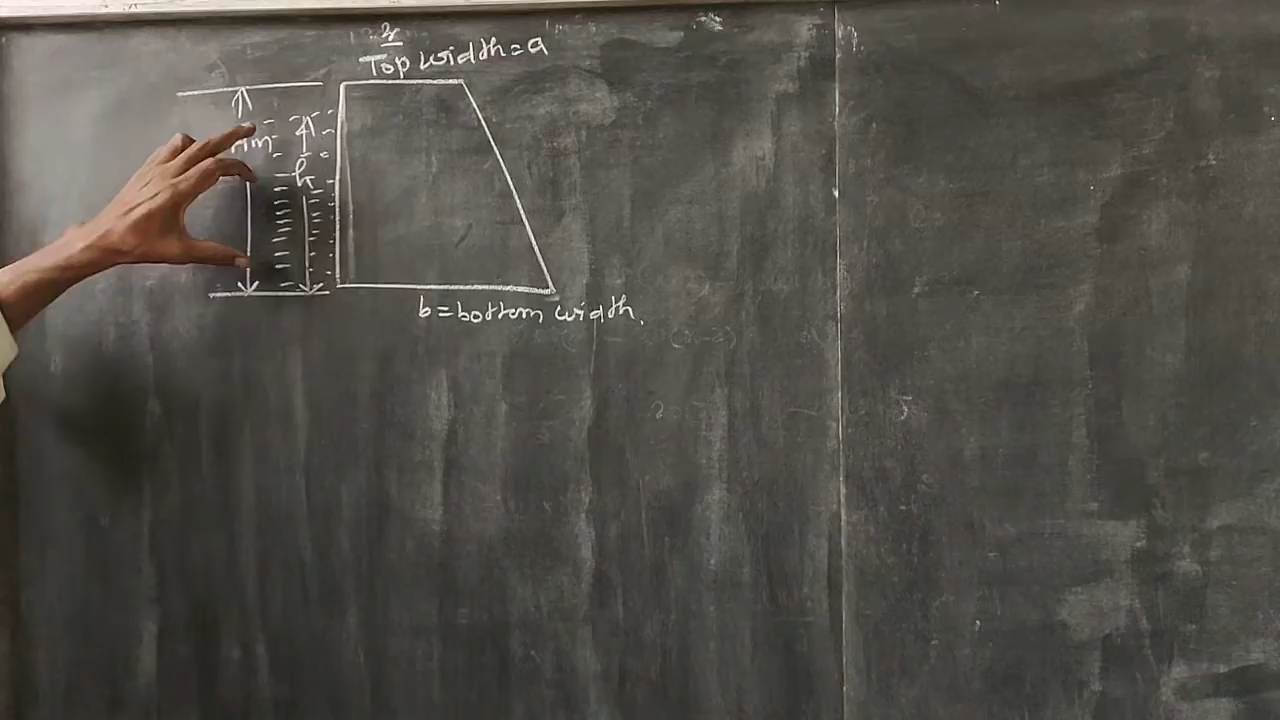 Top width = a
h
b = bottom width.